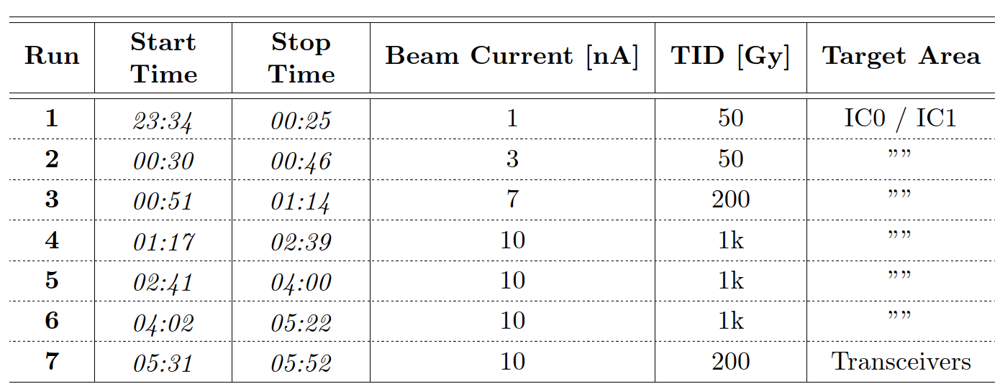 Run Start Time Stop Time Beam Current [nA] TID [Gy] Target Area
1 23:34 00:25 1 50 IC0 / IC1
2 00:30 00:46 3 50 ””
3 00:51 01:14 7 200 ””
4 01:17 02:39 10 1k ””
5 02:41 04:00 10 1k ””
6 04:02 05:22 10 1k ””
7 05:31 05:52 10 200 Transceivers